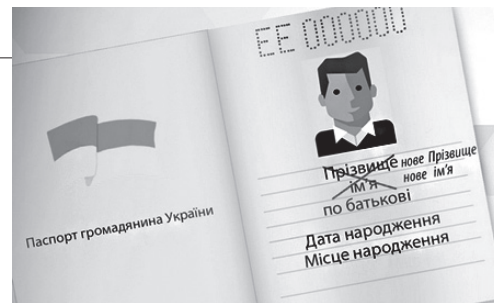 Паспорт громадянина України
ЕЕ 000000
Прізвище нове Прізвище
ім'я нове ім'я
по батькові
Дата народження
Місце народження